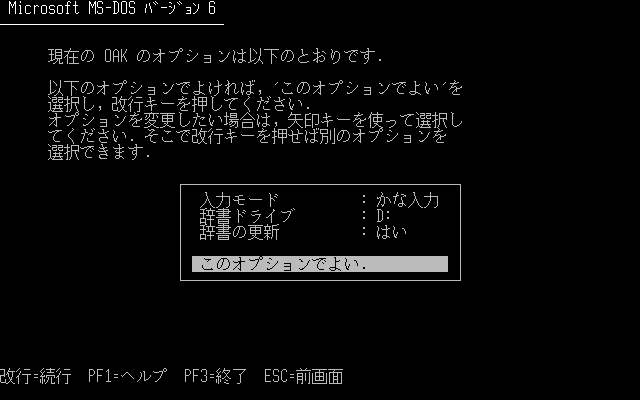 Microsoft MS-DOS ﾊﾞｰｼﾞｮﾝ 6
現在の OAK のオプションは以下のとおりです.
以下のオプションでよければ, ´このオプションでよい´を
選択し, 改行キーを押してください.
オプションを変更したい場合は, 矢印キーを使って選択し
てください. そこで改行キーを押せば別のオプションを
選択できます.
入力モード : かな入力
辞書ドライブ : D:
辞書の更新 : はい
このオプションでよい.
改行=続行 PF1=ヘルプ PF3=終了 ESC=前画面